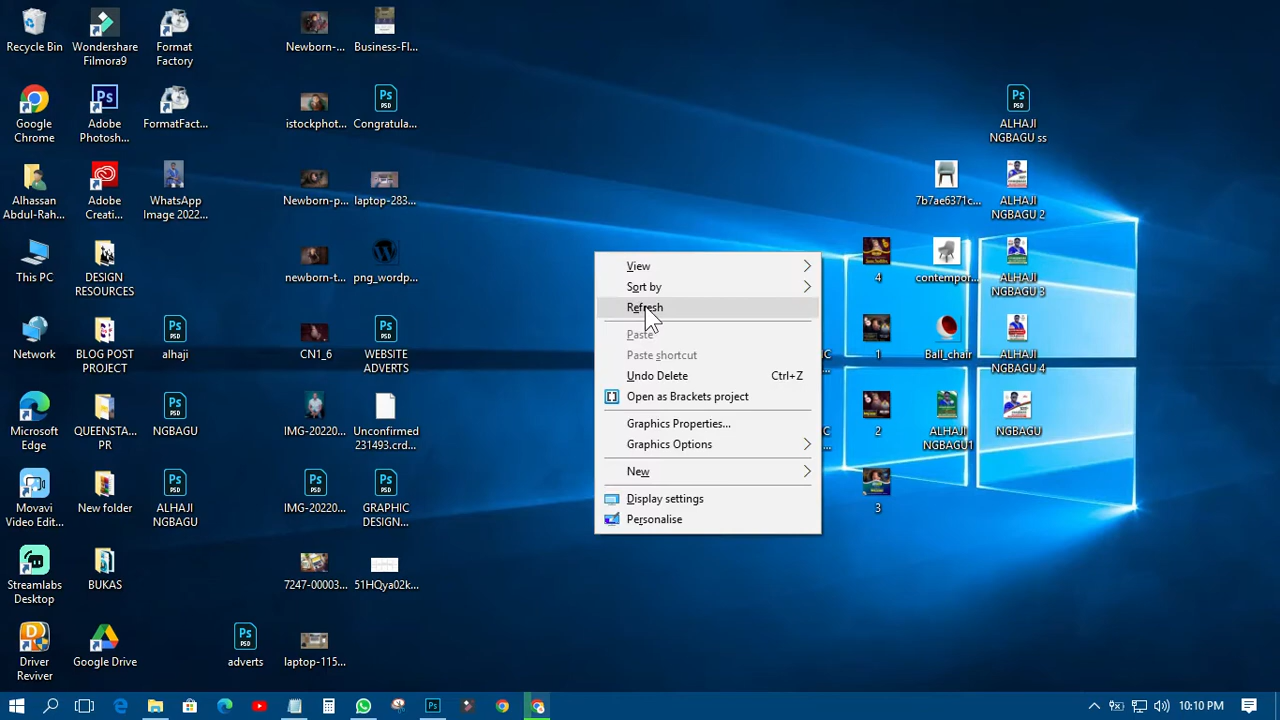 Recycle Bin
Wondershare
Filmora9
Format
Factory
Newborn-...
Business-Fl...
Google
Chrome
Adobe
Photosh...
FormatFact...
istockphot...
Congratula...
ALHAJI
NGBAGU ss
Alhassan
Abdul-Rah...
Adobe
Creati...
WhatsApp
Image 2022...
Newborn-p...
laptop-283...
7b7ae6371c...
ALHAJI
NGBAGU 2
This PC
DESIGN
RESOURCES
newborn-t...
png_wordp...
4
contempor...
ALHAJI
NGBAGU 3
Network
BLOG POST
PROJECT
alhaji
CN1_6
WEBSITE
ADVERTS
1
Ball_chair
ALHAJI
NGBAGU 4
Microsoft
Edge
QUEENSTA...
PR
NGBAGU
IMG-20220...
Unconfirmed
231493.crd...
2
ALHAJI
NGBAGU1
NGBAGU
Movavi
Video Edit...
New folder
ALHAJI
NGBAGU
IMG-20220...
GRAPHIC
DESIGN...
3
Streamlabs
Desktop
BUKAS
7247-00003...
51HQya02k...
Driver
Reviver
Google Drive
adverts
laptop-115...
View
Sort by
Refresh
Paste
Paste shortcut
Undo Delete Ctrl+Z
Open as Brackets project
Graphics Properties...
Graphics Options
New
Display settings
Personalise
10:10 PM